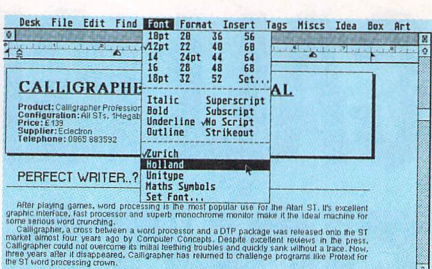 Desk File Edit Find Font Format Insert Tags Miscs Idea Box Art
10pt 20 36 56
√12pt 22 40 60
14 24pt 44 64
16 28 48 68
18pt 32 52 Set...
Italic Superscript
Bold Subscript
Underline √No Script
Outline Strikeout
√Zurich
Holland
Unitype
Maths Symbols
Set Font...
CALLIGRAPHE AL
Product: Calligrapher Profession
Configuration: All STs, 1Megab
Price: £139
Supplier: Eclectron
Telephone: 0865 883592
PERFECT WRITER..?
After playing games, word processing is the most popular use for the Atari ST. It's excellent
graphic interface, fast processor and superb monochrome monitor make it the ideal machine for
some serious word crunching.
Calligrapher, a cross between a word processor and a DTP package was released onto the ST
market almost four years ago by Computer Concepts. Despite excellent reviews in the press,
Calligrapher could not overcome its initial teething troubles and quickly sank without a trace. Now,
three years after it disappeared, Calligrapher has returned to challenge programs like Protext for
the ST word processing crown.